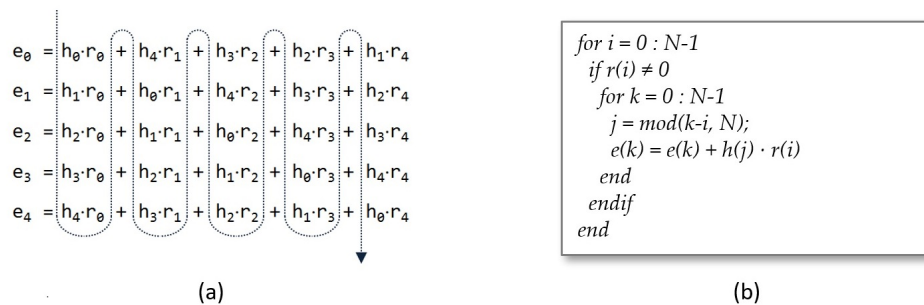 e₀ = h₀·r₀ + h₄·r₁ + h₃·r₂ + h₂·r₃ + h₁·r₄
e₁ = h₁·r₀ + h₀·r₁ + h₄·r₂ + h₃·r₃ + h₂·r₄
e₂ = h₂·r₀ + h₁·r₁ + h₀·r₂ + h₄·r₃ + h₃·r₄
e₃ = h₃·r₀ + h₂·r₁ + h₁·r₂ + h₀·r₃ + h₄·r₄
e₄ = h₄·r₀ + h₃·r₁ + h₂·r₂ + h₁·r₃ + h₀·r₄
(a)
for i = 0 : N-1
if r(i) ≠ 0
for k = 0 : N-1
j = mod(k-i, N);
e(k) = e(k) + h(j) · r(i)
end
endif
end
(b)